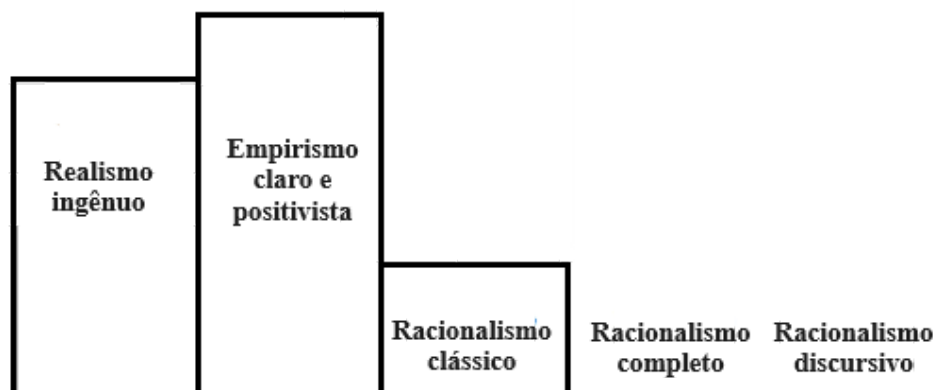 Realismo
ingênuo
Empirismo
claro e
positivista
Racionalismo
clássico
Racionalismo
completo
Racionalismo
discursivo